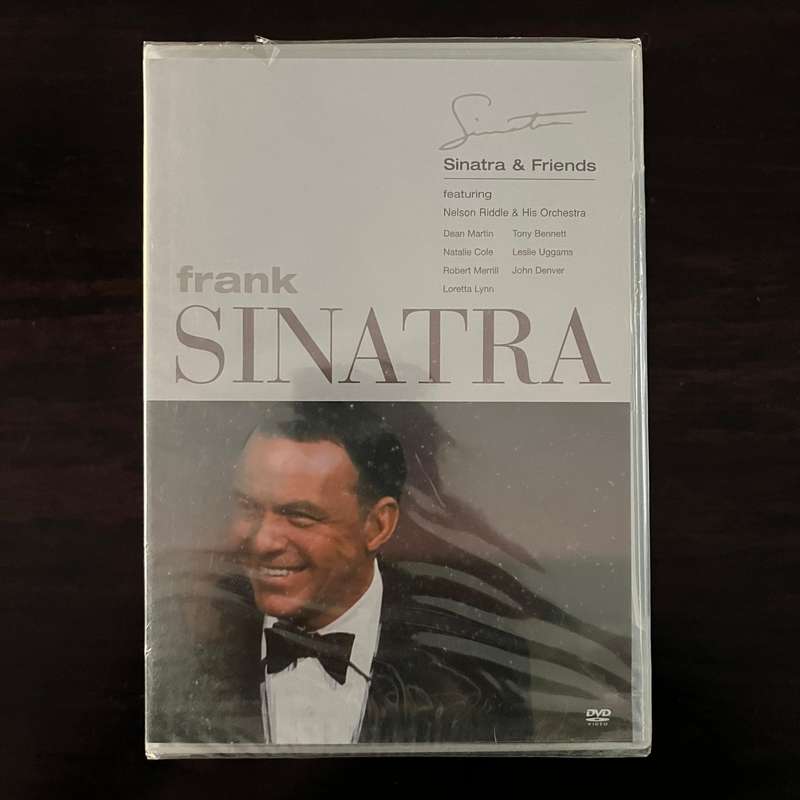 Sinatra
Sinatra & Friends
featuring
Nelson Riddle & His Orchestra
Dean Martin Tony Bennett
Natalie Cole Leslie Uggams
Robert Merrill John Denver
Loretta Lynn
frank
SINATRA
DVD
VIDEO